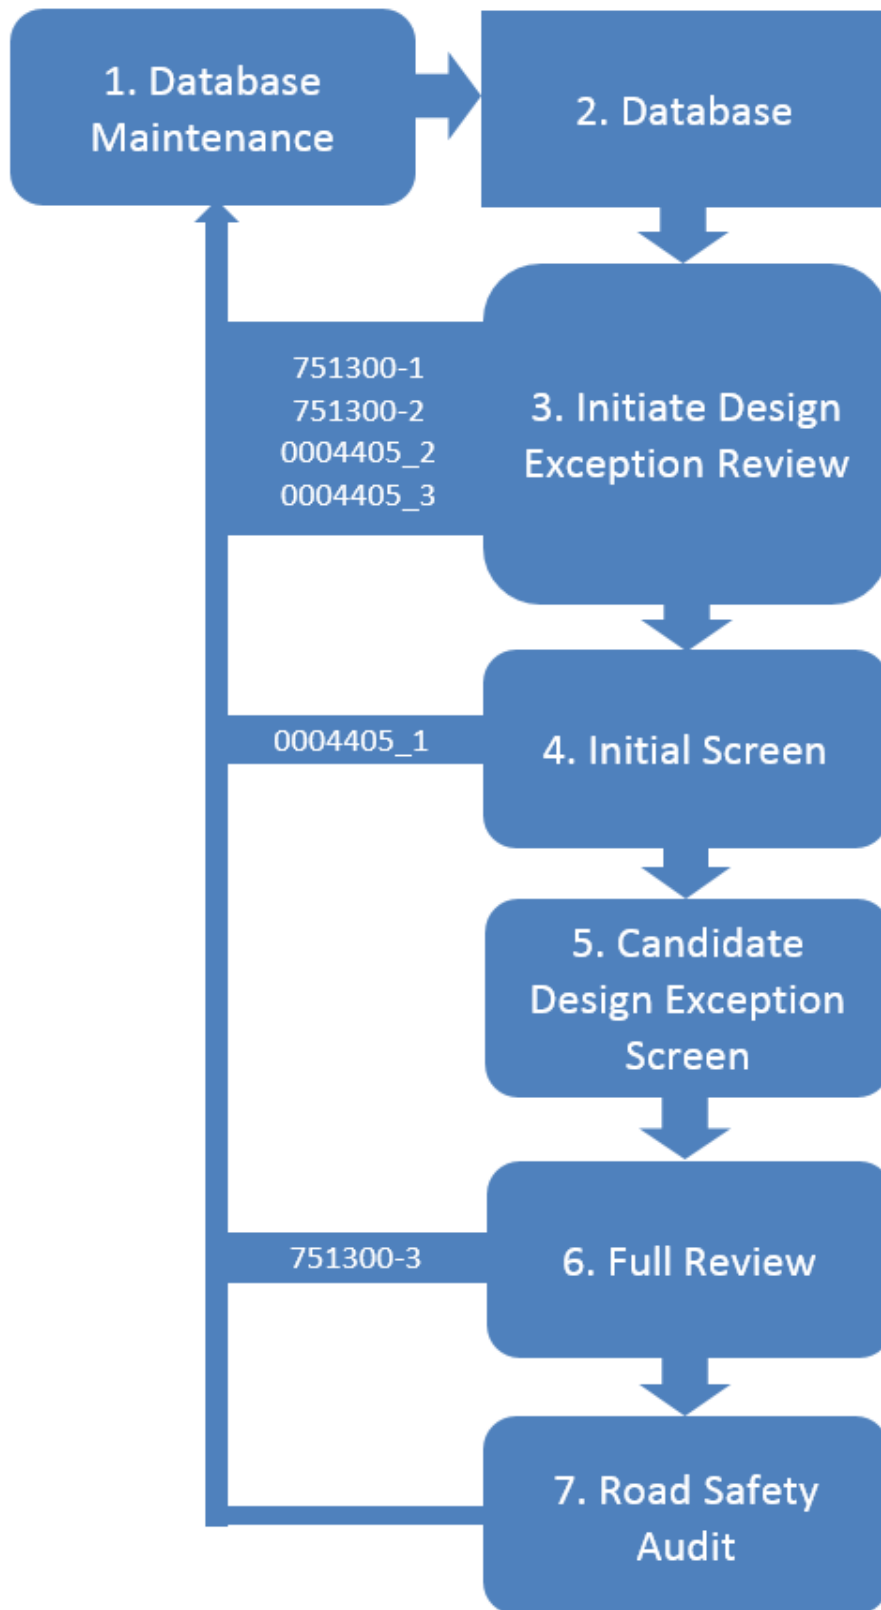 1. Database
Maintenance
2. Database
751300-1
751300-2
0004405_2
0004405_3
3. Initiate Design
Exception Review
0004405_1
4. Initial Screen
5. Candidate
Design Exception
Screen
751300-3
6. Full Review
7. Road Safety
Audit